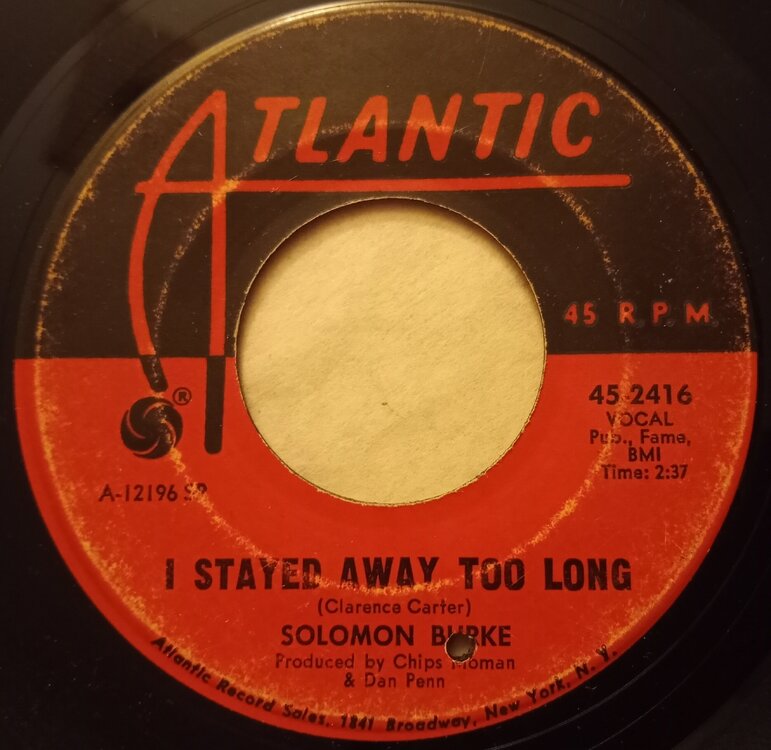 ATLANTIC
45 R.P.M.
®
45-2416
VOCAL
Pub., Fame,
BMI
Time: 2:37
A-12196 SP
I STAYED AWAY TOO LONG
(Clarence Carter)
SOLOMON BURKE
Produced by Chips Moman
& Dan Penn
Atlantic Record Sales, 1841 Broadway, New York, N. Y.